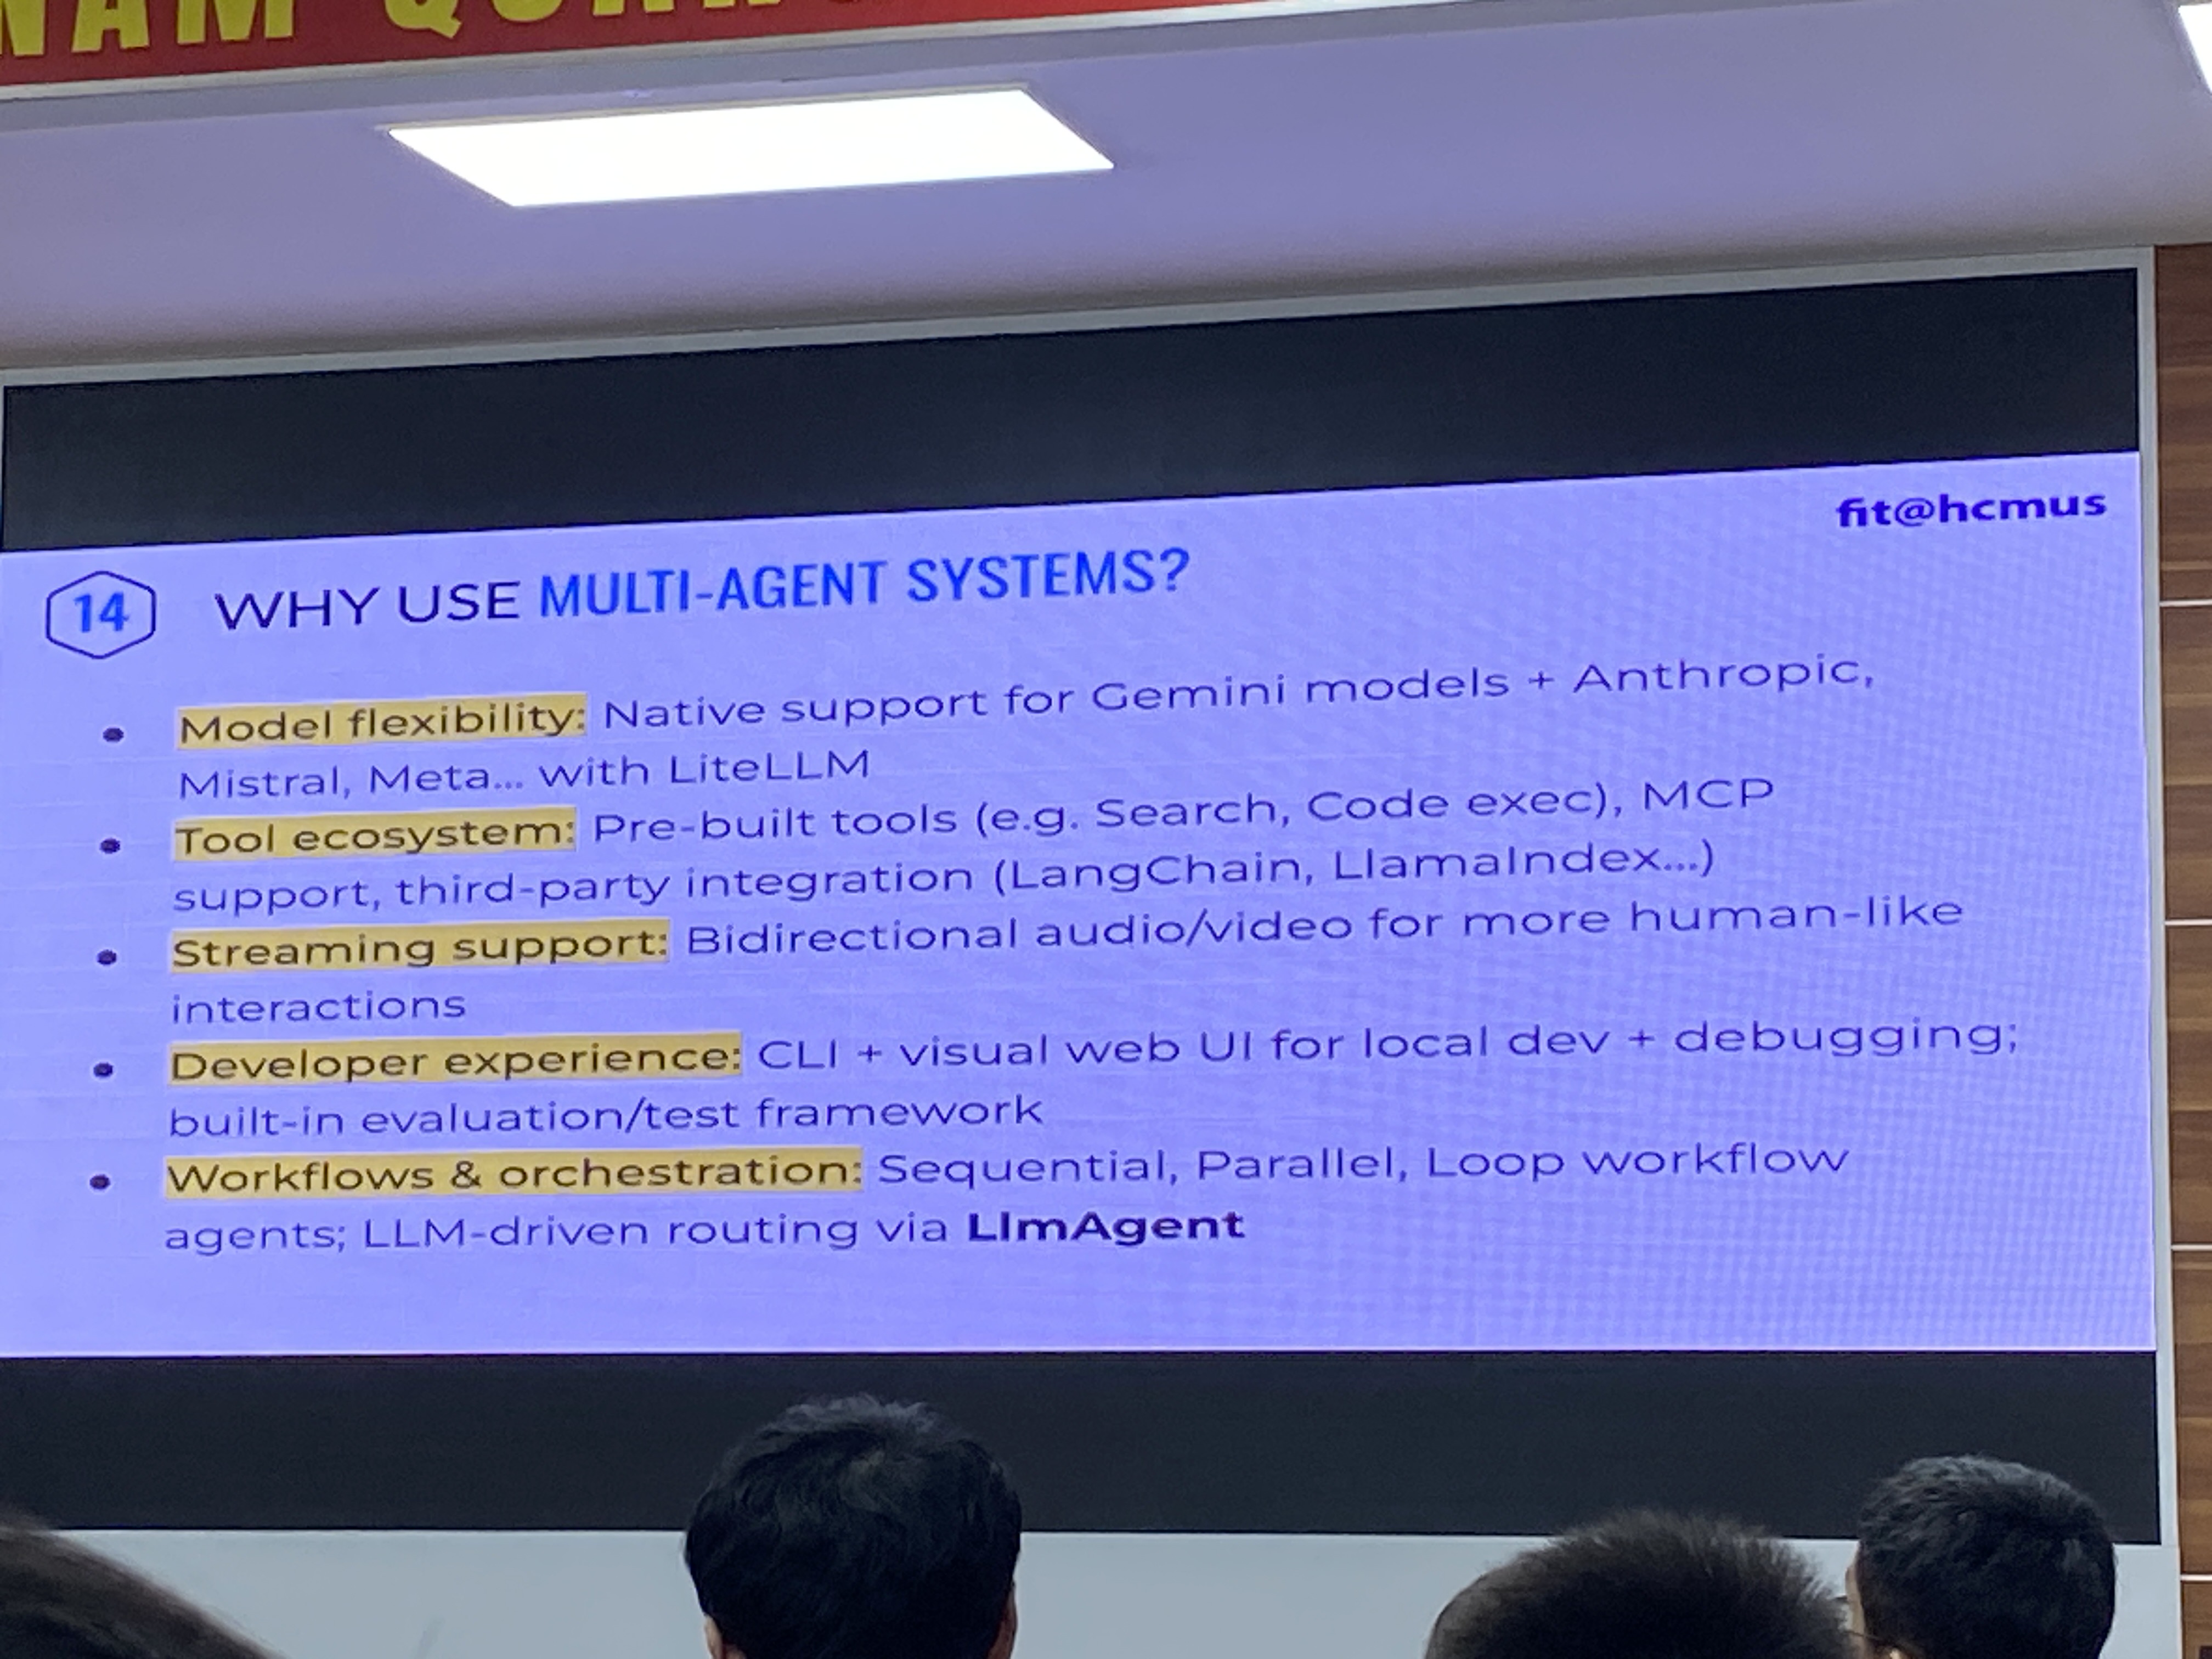 NAM QUAN
fit@hcmus
14 WHY USE MULTI-AGENT SYSTEMS?
• Model flexibility: Native support for Gemini models + Anthropic,
Mistral, Meta... with LiteLLM
• Tool ecosystem: Pre-built tools (e.g. Search, Code exec), MCP
support, third-party integration (LangChain, LlamaIndex...)
• Streaming support: Bidirectional audio/video for more human-like
interactions
• Developer experience: CLI + visual web UI for local dev + debugging;
built-in evaluation/test framework
• Workflows & orchestration: Sequential, Parallel, Loop workflow
agents; LLM-driven routing via LlmAgent